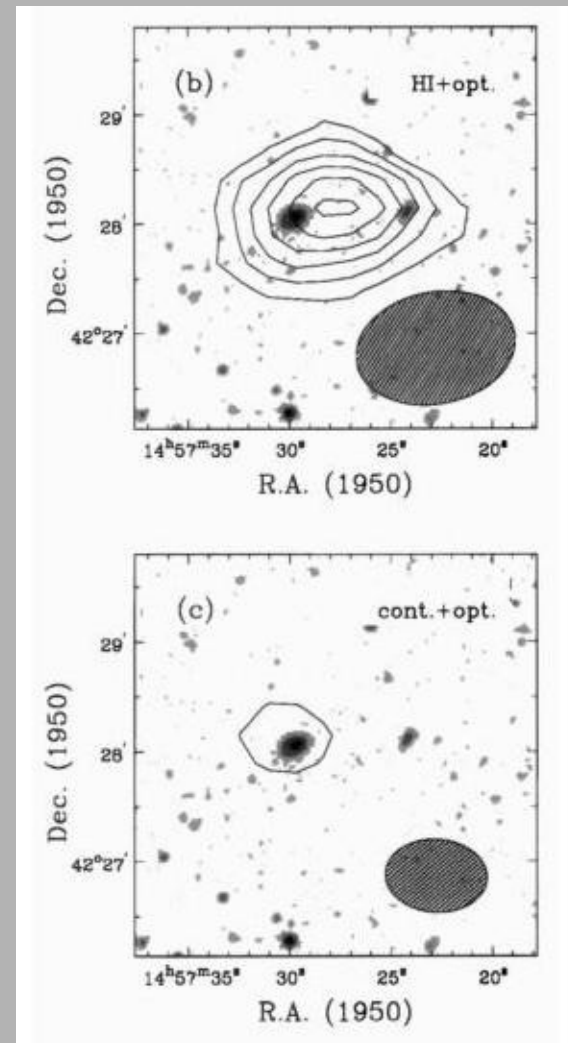 (b) HI+opt.
29′
28′
42°27′
Dec. (1950)
14ʰ57ᵐ35ˢ 30ˢ 25ˢ 20ˢ
R.A. (1950)
(c) cont.+opt.
29′
28′
42°27′
Dec. (1950)
14ʰ57ᵐ35ˢ 30ˢ 25ˢ 20ˢ
R.A. (1950)